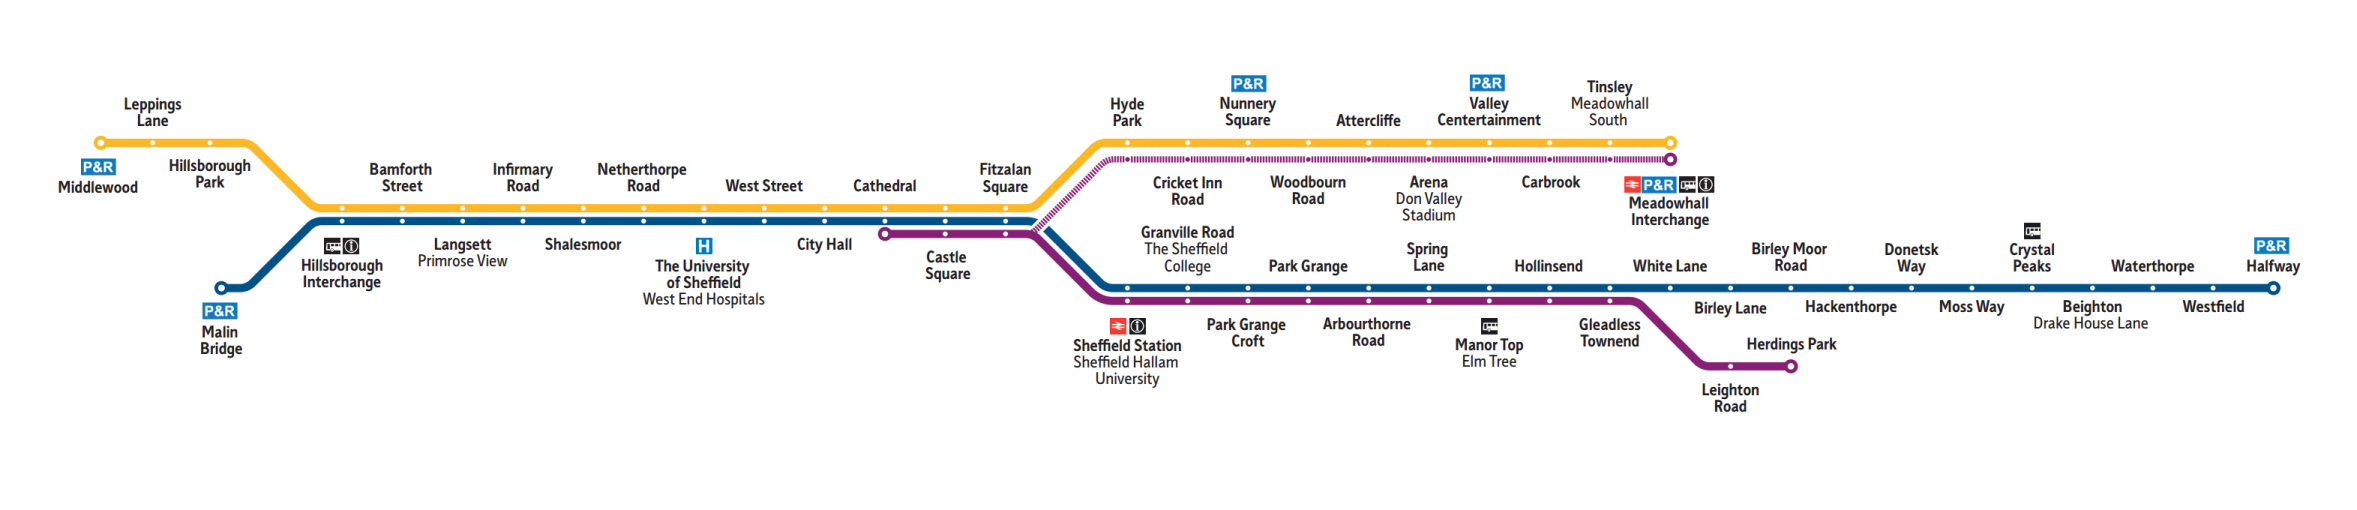 Leppings
Lane
P&R
Middlewood
Hillsborough
Park
Bamforth
Street
Infirmary
Road
Netherthorpe
Road
West Street
Cathedral
Fitzalan
Square
P&R
Malin
Bridge
Hillsborough
Interchange
Langsett
Primrose View
Shalesmoor
H
The University
of Sheffield
West End Hospitals
City Hall
Castle
Square
Hyde
Park
P&R
Nunnery
Square
Attercliffe
P&R
Valley
Centertainment
Tinsley
Meadowhall
South
Cricket Inn
Road
Woodbourn
Road
Arena
Don Valley
Stadium
Carbrook
P&R
Meadowhall
Interchange
Granville Road
The Sheffield
College
Park Grange
Spring
Lane
Hollinsend
White Lane
Birley Moor
Road
Donetsk
Way
Crystal
Peaks
Waterthorpe
P&R
Halfway
Sheffield Station
Sheffield Hallam
University
Park Grange
Croft
Arbourthorne
Road
Manor Top
Elm Tree
Gleadless
Townend
Birley Lane
Hackenthorpe
Moss Way
Beighton
Drake House Lane
Westfield
Herdings Park
Leighton
Road